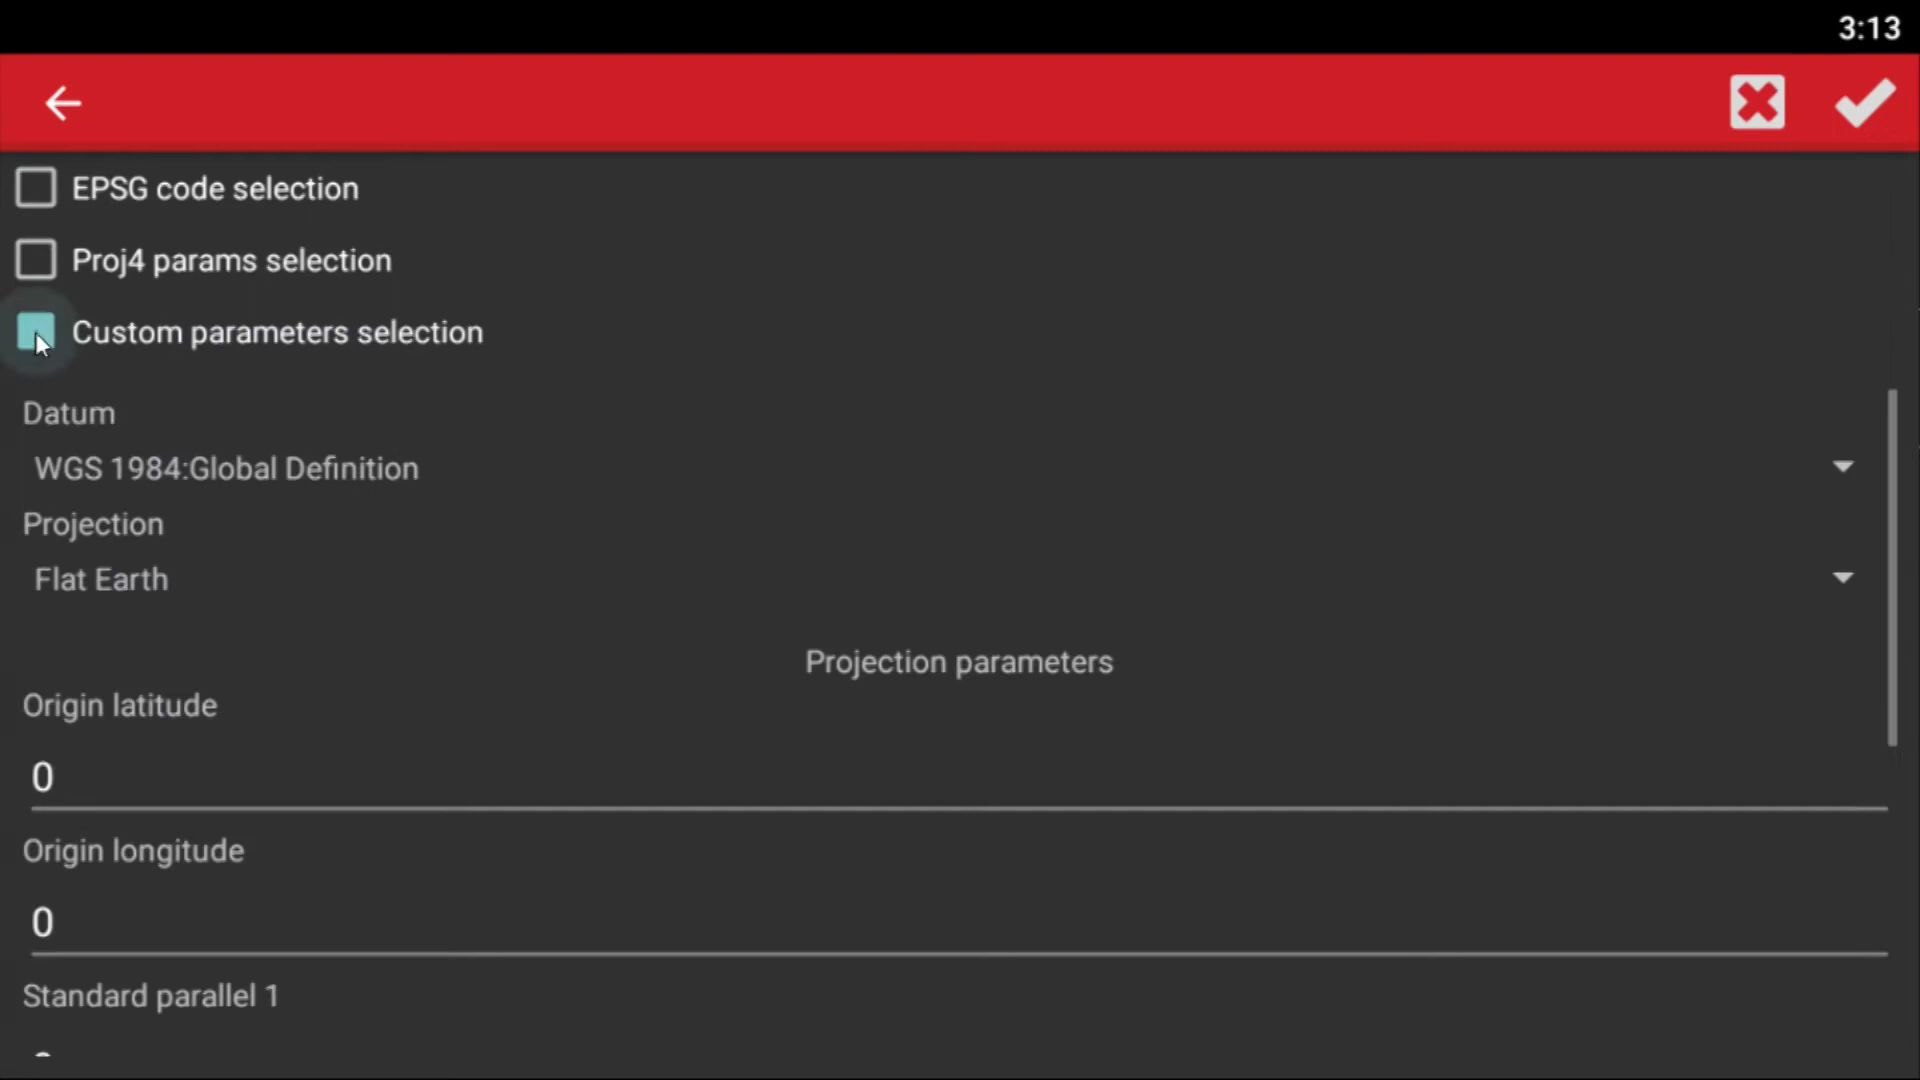 3:13
EPSG code selection
Proj4 params selection
Custom parameters selection
Datum
WGS 1984:Global Definition
Projection
Flat Earth
Projection parameters
Origin latitude
0
Origin longitude
0
Standard parallel 1